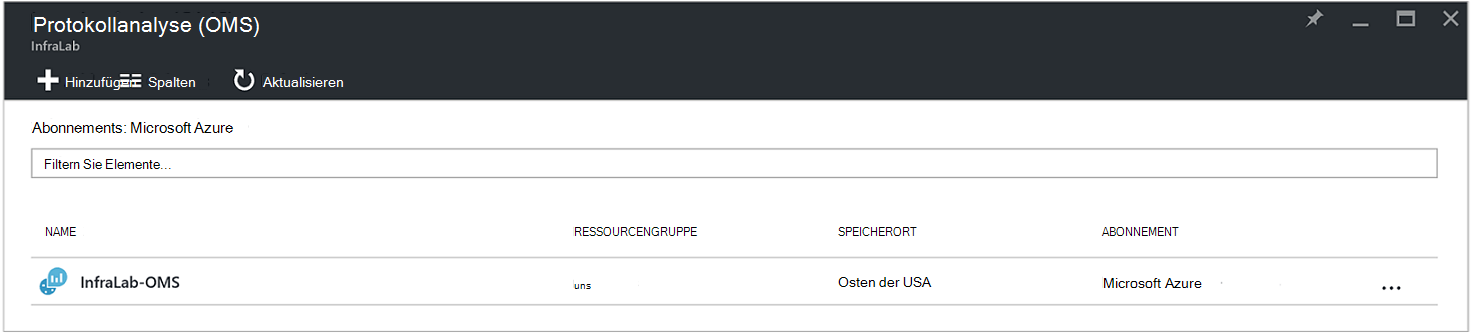 Protokollanalyse (OMS)
InfraLab
Hinzufügen Spalten Aktualisieren
Abonnements: Microsoft Azure
Filtern Sie Elemente...
NAME RESSOURCENGRUPPE SPEICHERORT ABONNEMENT
InfraLab-OMS uns Osten der USA Microsoft Azure ...